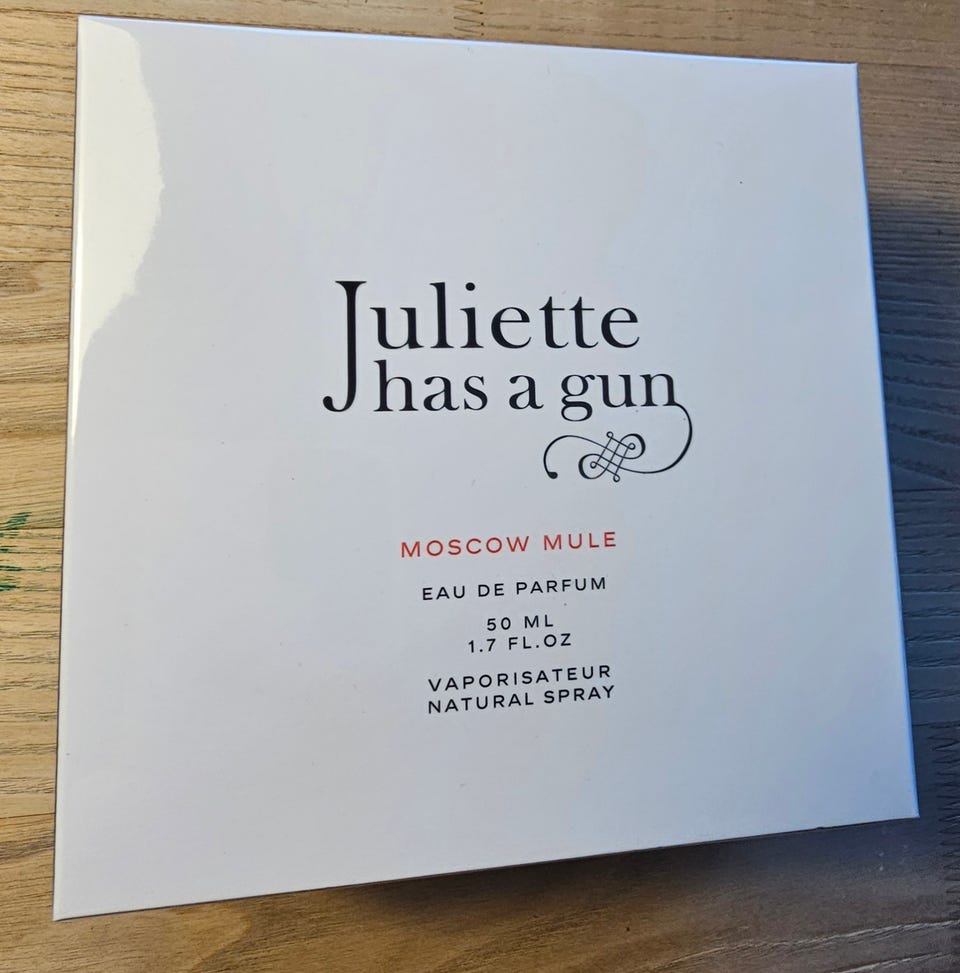 Juliette
has a gun
MOSCOW MULE
EAU DE PARFUM
50 ML
1.7 FL.OZ
VAPORISATEUR
NATURAL SPRAY